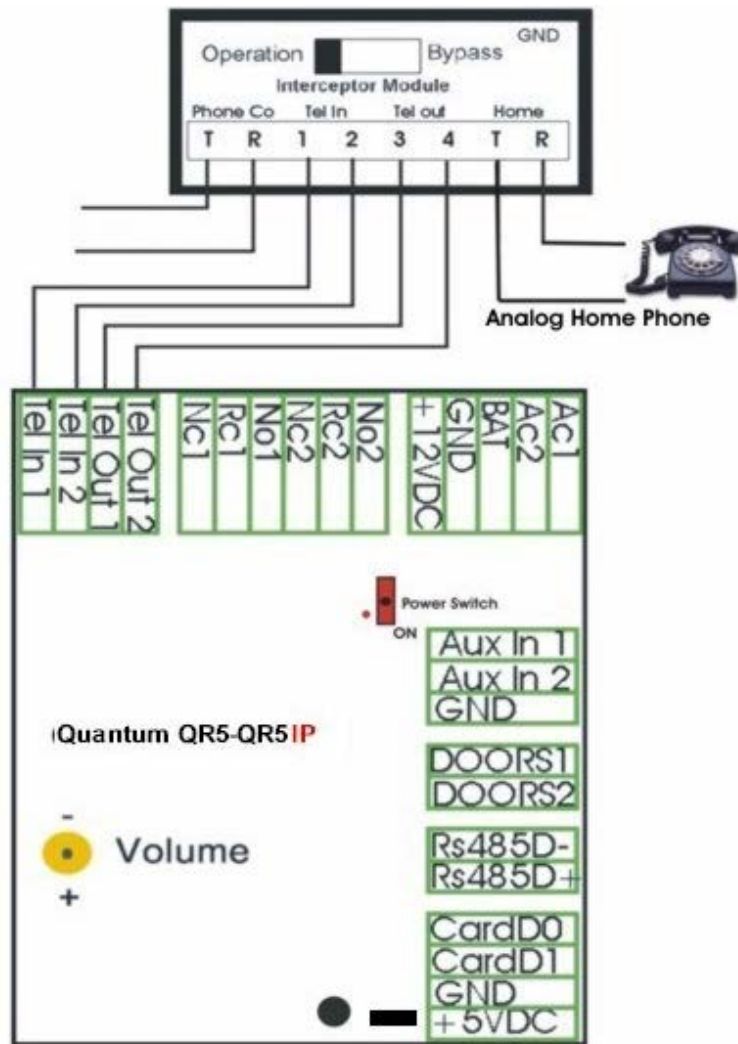 GND
Operation Bypass
Interceptor Module
Phone Co Tel In Tel out Home
T R 1 2 3 4 T R
Analog Home Phone
Tel In 1
Tel In 2
Tel Out 1
Tel Out 2
Nc1
Rc1
No1
Nc2
Rc2
No2
+12VDC
GND
BAT
Ac2
Ac1
Power Switch
ON
Aux In 1
Aux In 2
GND
Quantum QR5-QR5IP
DOORS1
DOORS2
-
Volume
+
Rs485D-
Rs485D+
CardD0
CardD1
GND
+5VDC